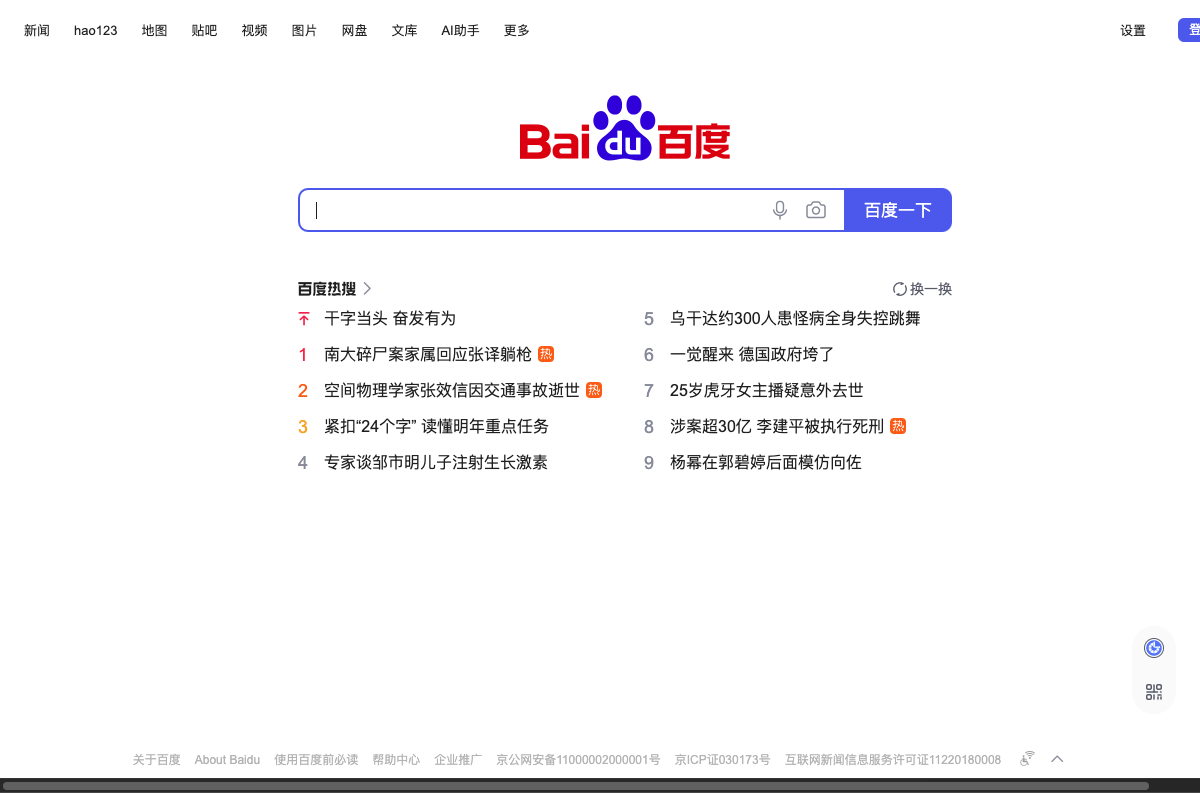 新闻 hao123 地图 贴吧 视频 图片 网盘 文库 AI助手 更多 设置 登
Bai du 百度
百度一下
百度热搜 换一换
干字当头 奋发有为
1 南大碎尸案家属回应张译躺枪 热
2 空间物理学家张效信因交通事故逝世 热
3 紧扣“24个字” 读懂明年重点任务
4 专家谈邹市明儿子注射生长激素
5 乌干达约300人患怪病全身失控跳舞
6 一觉醒来 德国政府垮了
7 25岁虎牙女主播疑意外去世
8 涉案超30亿 李建平被执行死刑 热
9 杨幂在郭碧婷后面模仿向佐
关于百度 About Baidu 使用百度前必读 帮助中心 企业推广 京公网安备11000002000001号 京ICP证030173号 互联网新闻信息服务许可证11220180008